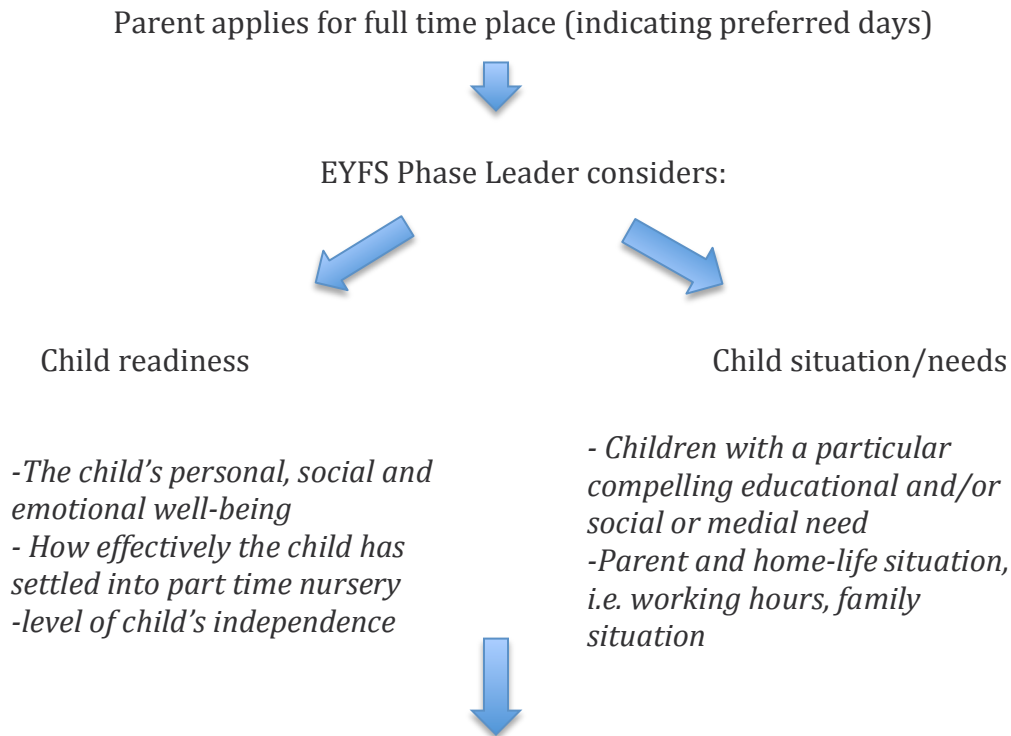 Parent applies for full time place (indicating preferred days)
EYFS Phase Leader considers:
Child readiness
-The child’s personal, social and
emotional well-being
- How effectively the child has
settled into part time nursery
-level of child’s independence
Child situation/needs
- Children with a particular
compelling educational and/or
social or medial need
-Parent and home-life situation,
i.e. working hours, family
situation